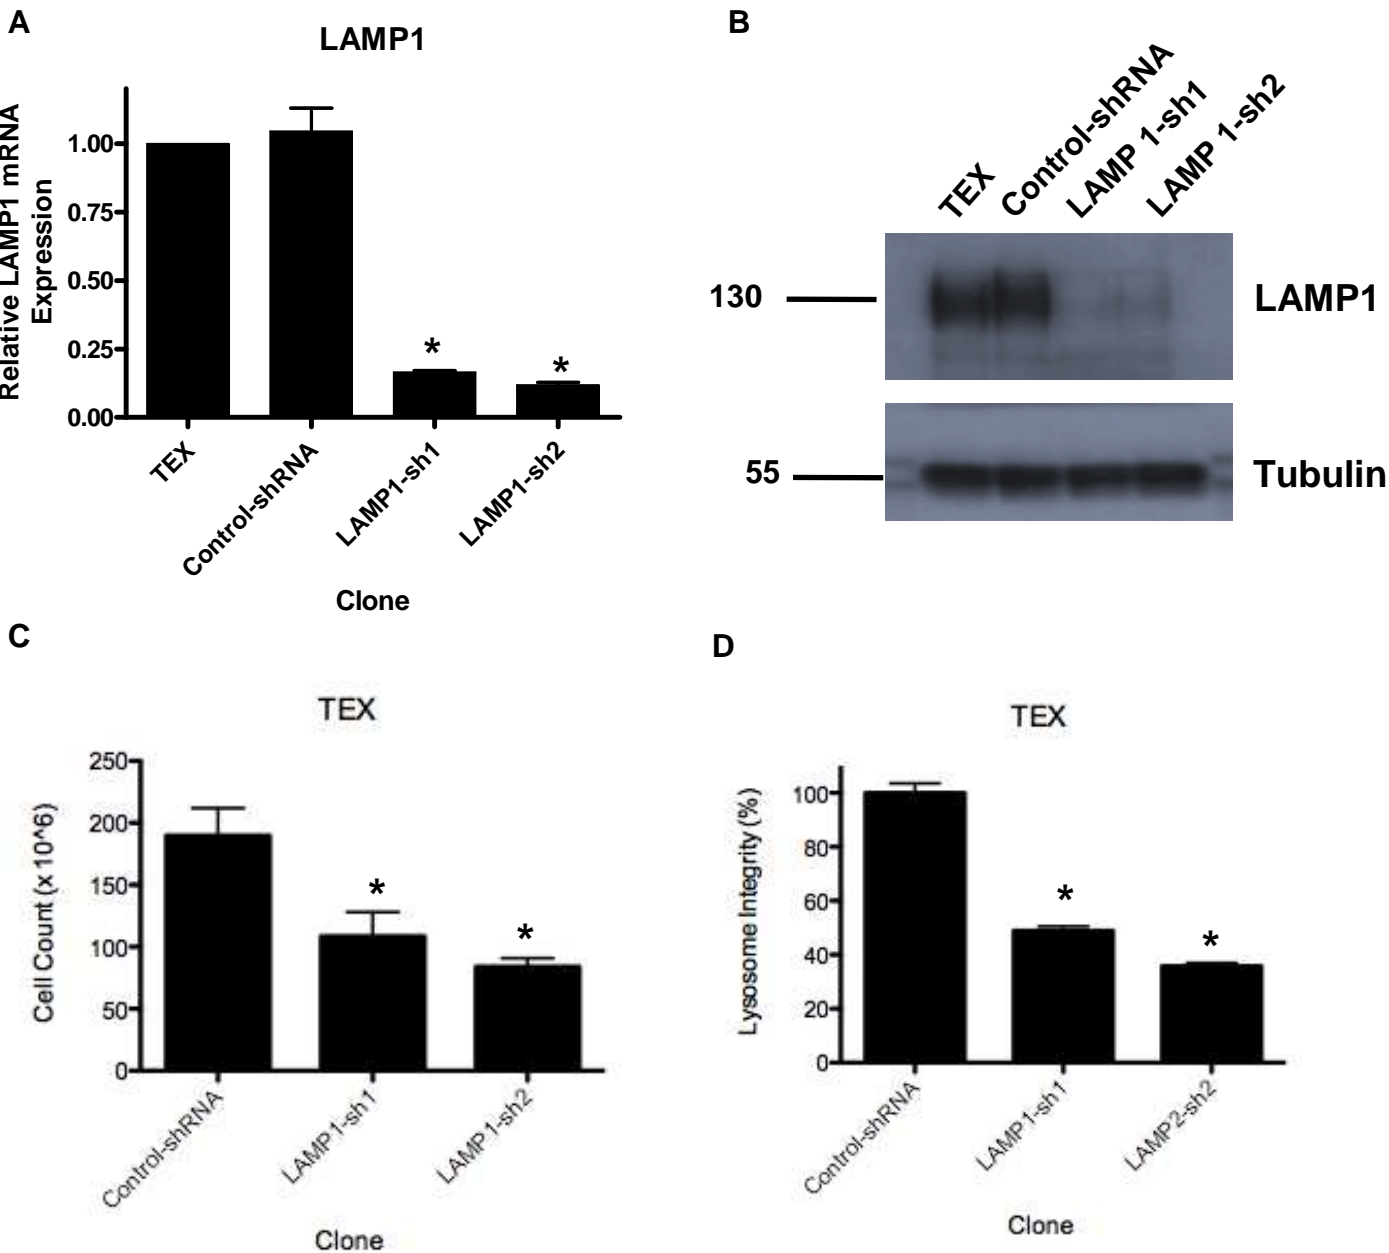 A
LAMP1
Relative LAMP1 mRNA
Expression
1.00
0.75
0.50
0.25
0.00
*
*
TEX
Control-shRNA
LAMP1-sh1
LAMP1-sh2
Clone
B
TEX
Control-shRNA
LAMP 1-sh1
LAMP 1-sh2
130
LAMP1
55
Tubulin
C
TEX
Cell Count (x 10^6)
250
200
150
100
50
0
*
*
Control-shRNA
LAMP1-sh1
LAMP1-sh2
Clone
D
TEX
Lysosome Integrity (%)
100
80
60
40
20
0
*
*
Control-shRNA
LAMP1-sh1
LAMP2-sh2
Clone